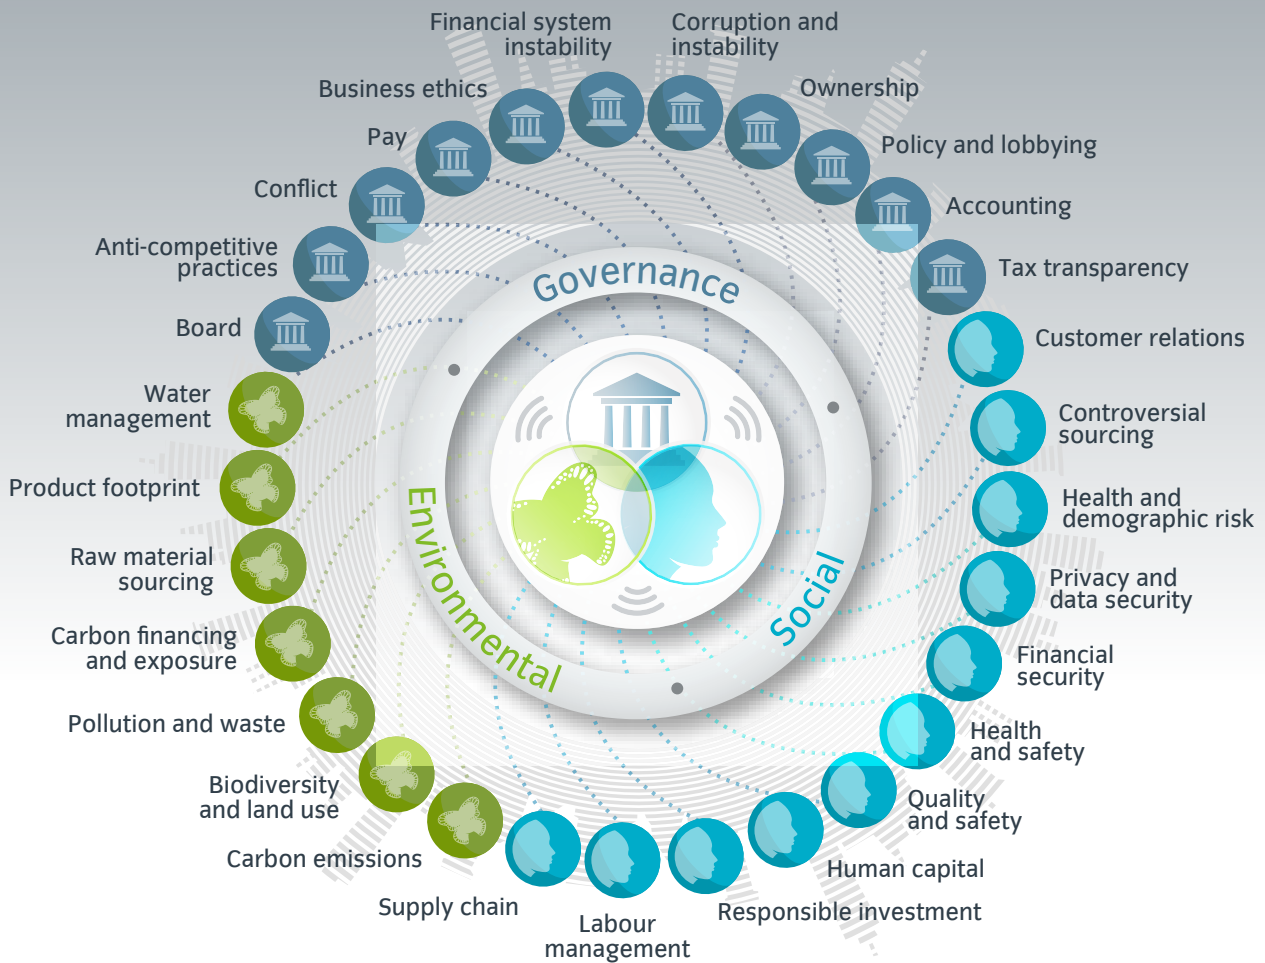 Financial system
instability
Corruption and
instability
Business ethics
Ownership
Pay
Policy and lobbying
Conflict
Accounting
Anti-competitive
practices
Tax transparency
Board
Customer relations
Water
management
Controversial
sourcing
Product footprint
Health and
demographic risk
Raw material
sourcing
Privacy and
data security
Carbon financing
and exposure
Financial
security
Pollution and waste
Health
and safety
Biodiversity
and land use
Quality
and safety
Carbon emissions
Human capital
Supply chain
Responsible investment
Labour
management
Governance
Environmental
Social